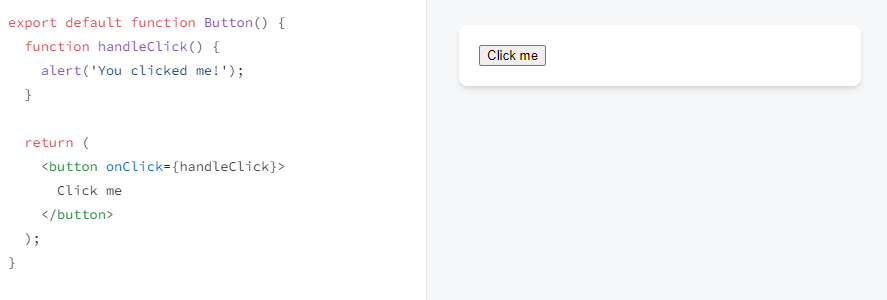 export default function Button() {
  function handleClick() {
    alert('You clicked me!');
  }

  return (
    <button onClick={handleClick}>
      Click me
    </button>
  );
}
Click me